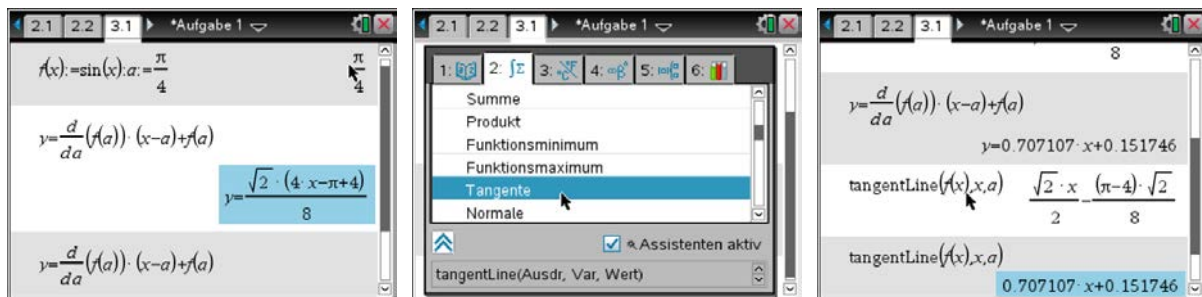 2.1 2.2 3.1 *Aufgabe 1
f(x):=sin(x):a:=π/4 π/4
y=d/da(f(a))·(x-a)+f(a)
y=√2·(4·x-π+4)/8
y=d/da(f(a))·(x-a)+f(a)
2.1 2.2 3.1 *Aufgabe 1
1: 2: ∫Σ 3: 4: 5: 6:
Summe
Produkt
Funktionsminimum
Funktionsmaximum
Tangente
Normale
Assistenten aktiv
tangentLine(Ausdr, Var, Wert)
2.1 2.2 3.1 *Aufgabe 1
8
y=d/da(f(a))·(x-a)+f(a)
y=0.707107·x+0.151746
tangentLine(f(x),x,a) √2·x/2-(π-4)·√2/8
tangentLine(f(x),x,a)
0.707107·x+0.151746